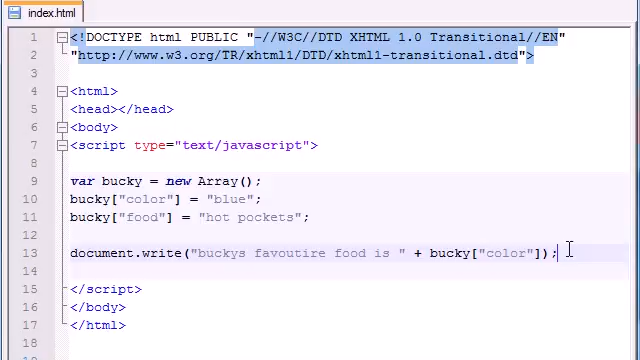 index.html
1 <!DOCTYPE html PUBLIC "-//W3C//DTD XHTML 1.0 Transitional//EN"
2 "http://www.w3.org/TR/xhtml1/DTD/xhtml1-transitional.dtd">
3
4 <html>
5 <head></head>
6 <body>
7 <script type="text/javascript">
8
9 var bucky = new Array();
10 bucky["color"] = "blue";
11 bucky["food"] = "hot pockets";
12
13 document.write("buckys favoutire food is " + bucky["color"]);
14
15 </script>
16 </body>
17 </html>
18